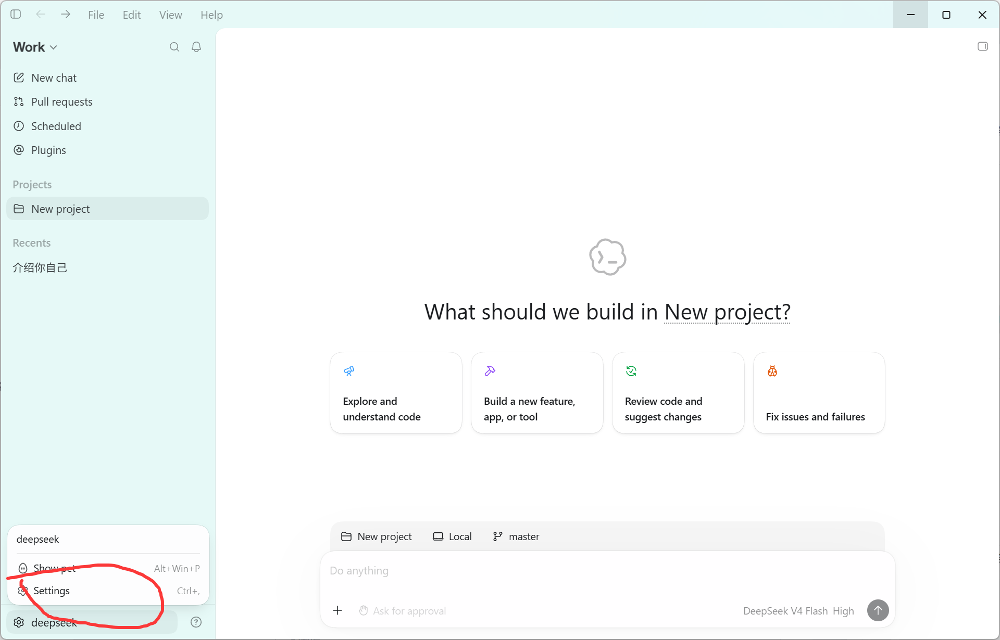 File Edit View Help
Work
New chat
Pull requests
Scheduled
Plugins
Projects
New project
Recents
介绍你自己
What should we build in New project?
Explore and
understand code
Build a new feature,
app, or tool
Review code and
suggest changes
Fix issues and failures
New project Local master
Do anything
Ask for approval
DeepSeek V4 Flash High
deepseek
Show pet Alt+Win+P
Settings Ctrl+,
deepseek